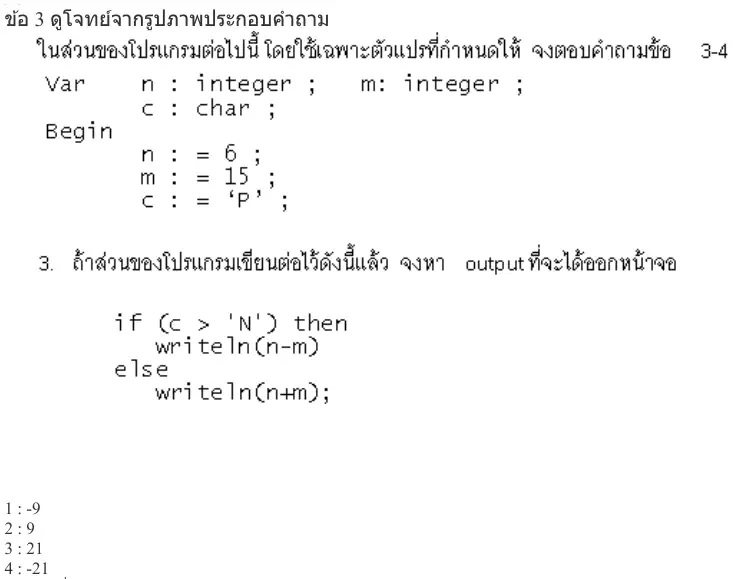 ข้อ 3 ดูโจทย์จากรูปภาพประกอบคำถาม
ในส่วนของโปรแกรมต่อไปนี้ โดยใช้เฉพาะตัวแปรที่กำหนดให้ จงตอบคำถามข้อ 3-4
Var n : integer ; m: integer ;
c : char ;
Begin
n : = 6 ;
m : = 15 ;
c : = ‘P’ ;
3. ถ้าส่วนของโปรแกรมเขียนต่อไว้ดังนี้แล้ว จงหา output ที่จะได้ออกหน้าจอ
if (c > 'N') then
writeln(n-m)
else
writeln(n+m);
1 : -9
2 : 9
3 : 21
4 : -21